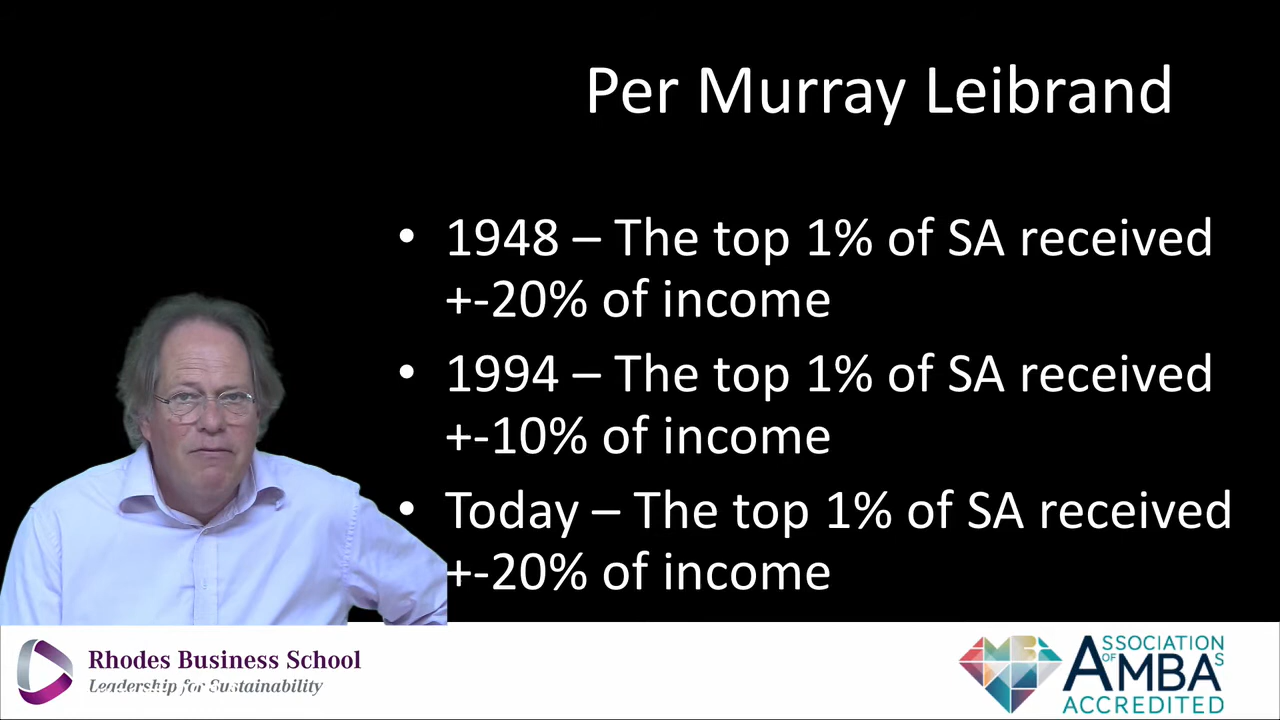 Per Murray Leibrand
• 1948 – The top 1% of SA received
+-20% of income
• 1994 – The top 1% of SA received
+-10% of income
• Today – The top 1% of SA received
+-20% of income
Rhodes Business School
Leadership for Sustainability
MBA
ASSOCIATION
OF AMBAS
ACCREDITED